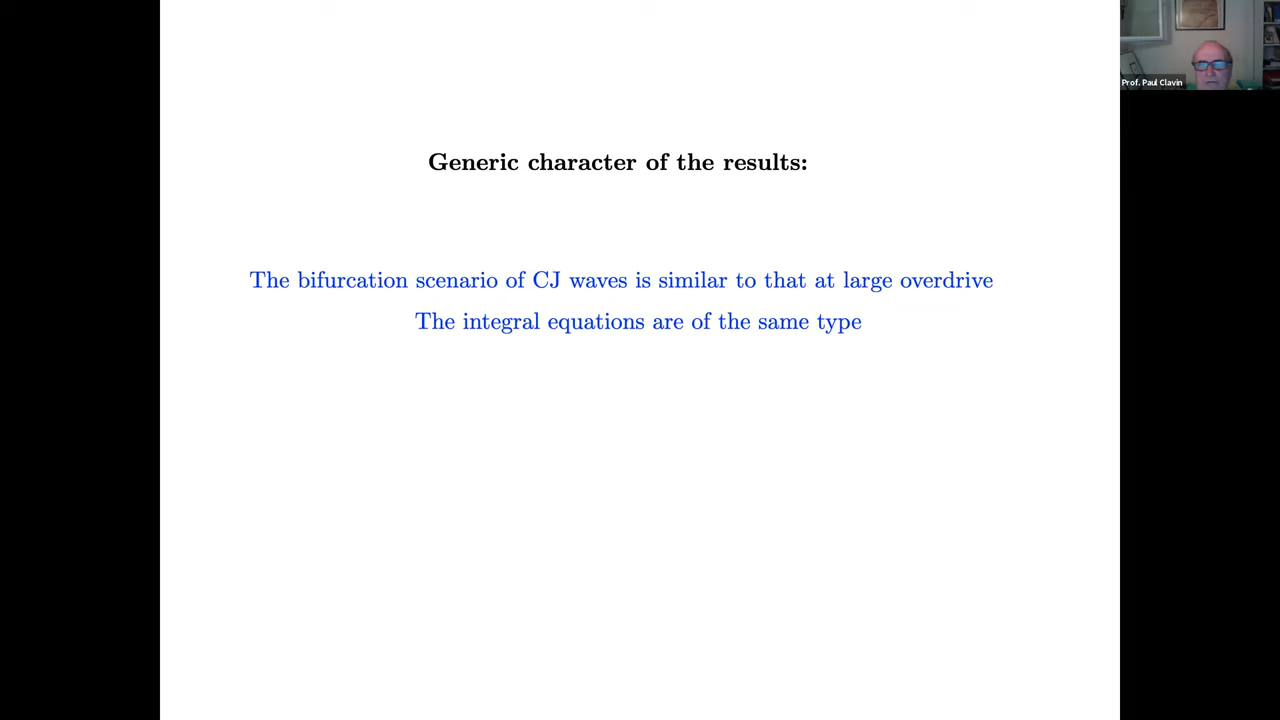 Prof. Paul Clavin
Generic character of the results:
The bifurcation scenario of CJ waves is similar to that at large overdrive
The integral equations are of the same type